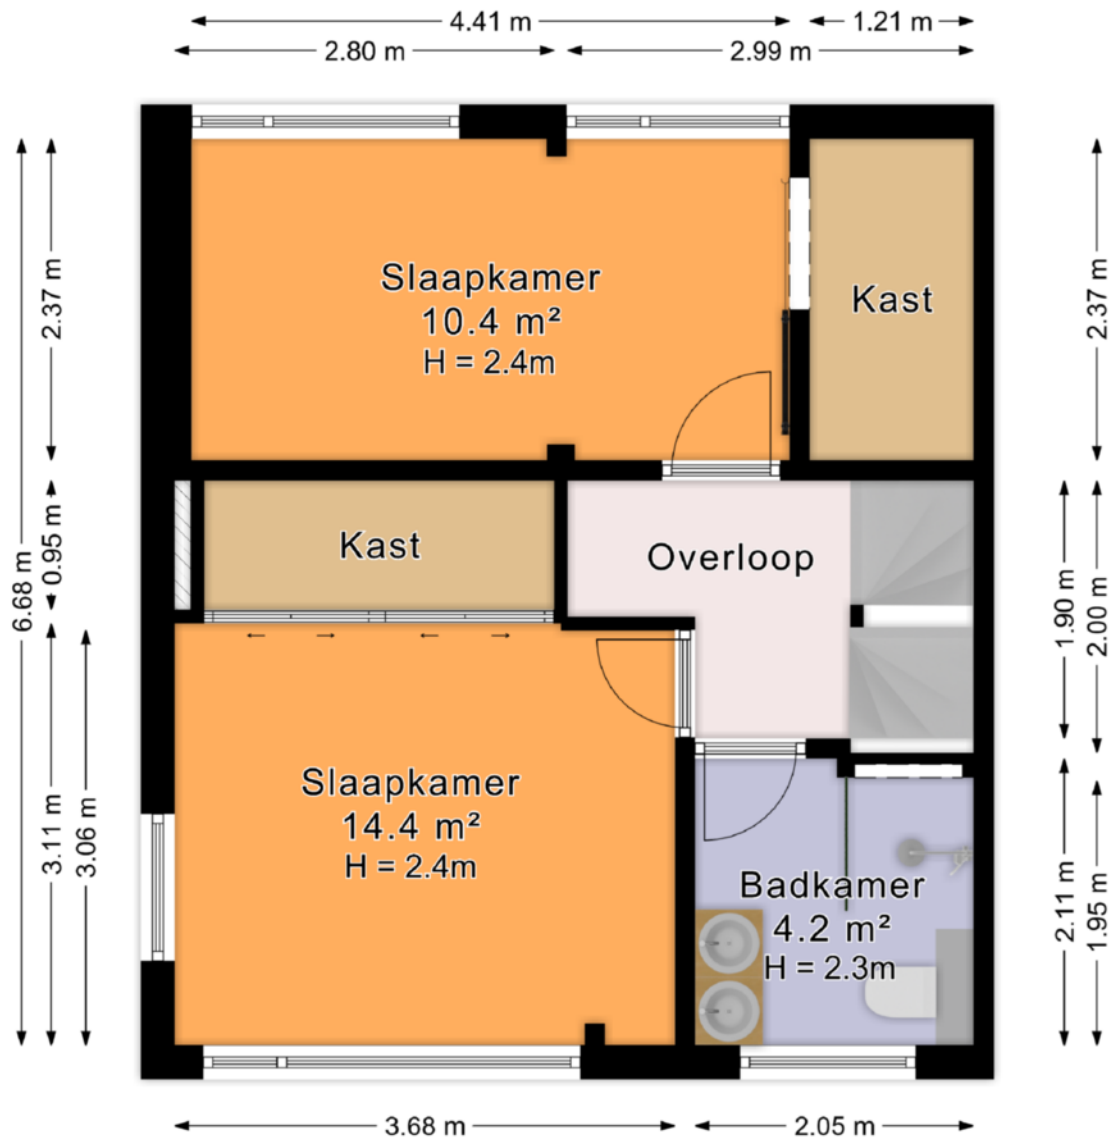 4.41 m
1.21 m
2.80 m
2.99 m
Slaapkamer
10.4 m²
H = 2.4m
Kast
2.37 m
2.37 m
Kast
Overloop
6.68 m
0.95 m
1.90 m
2.00 m
Slaapkamer
14.4 m²
H = 2.4m
3.11 m
3.06 m
Badkamer
4.2 m²
H = 2.3m
2.11 m
1.95 m
3.68 m
2.05 m